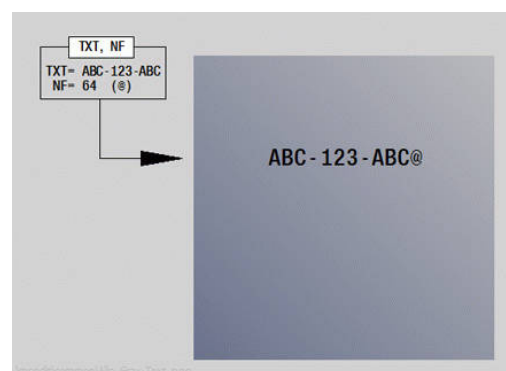 TXT, NF
TXT= ABC-123-ABC
NF= 64 (@)
ABC-123-ABC@